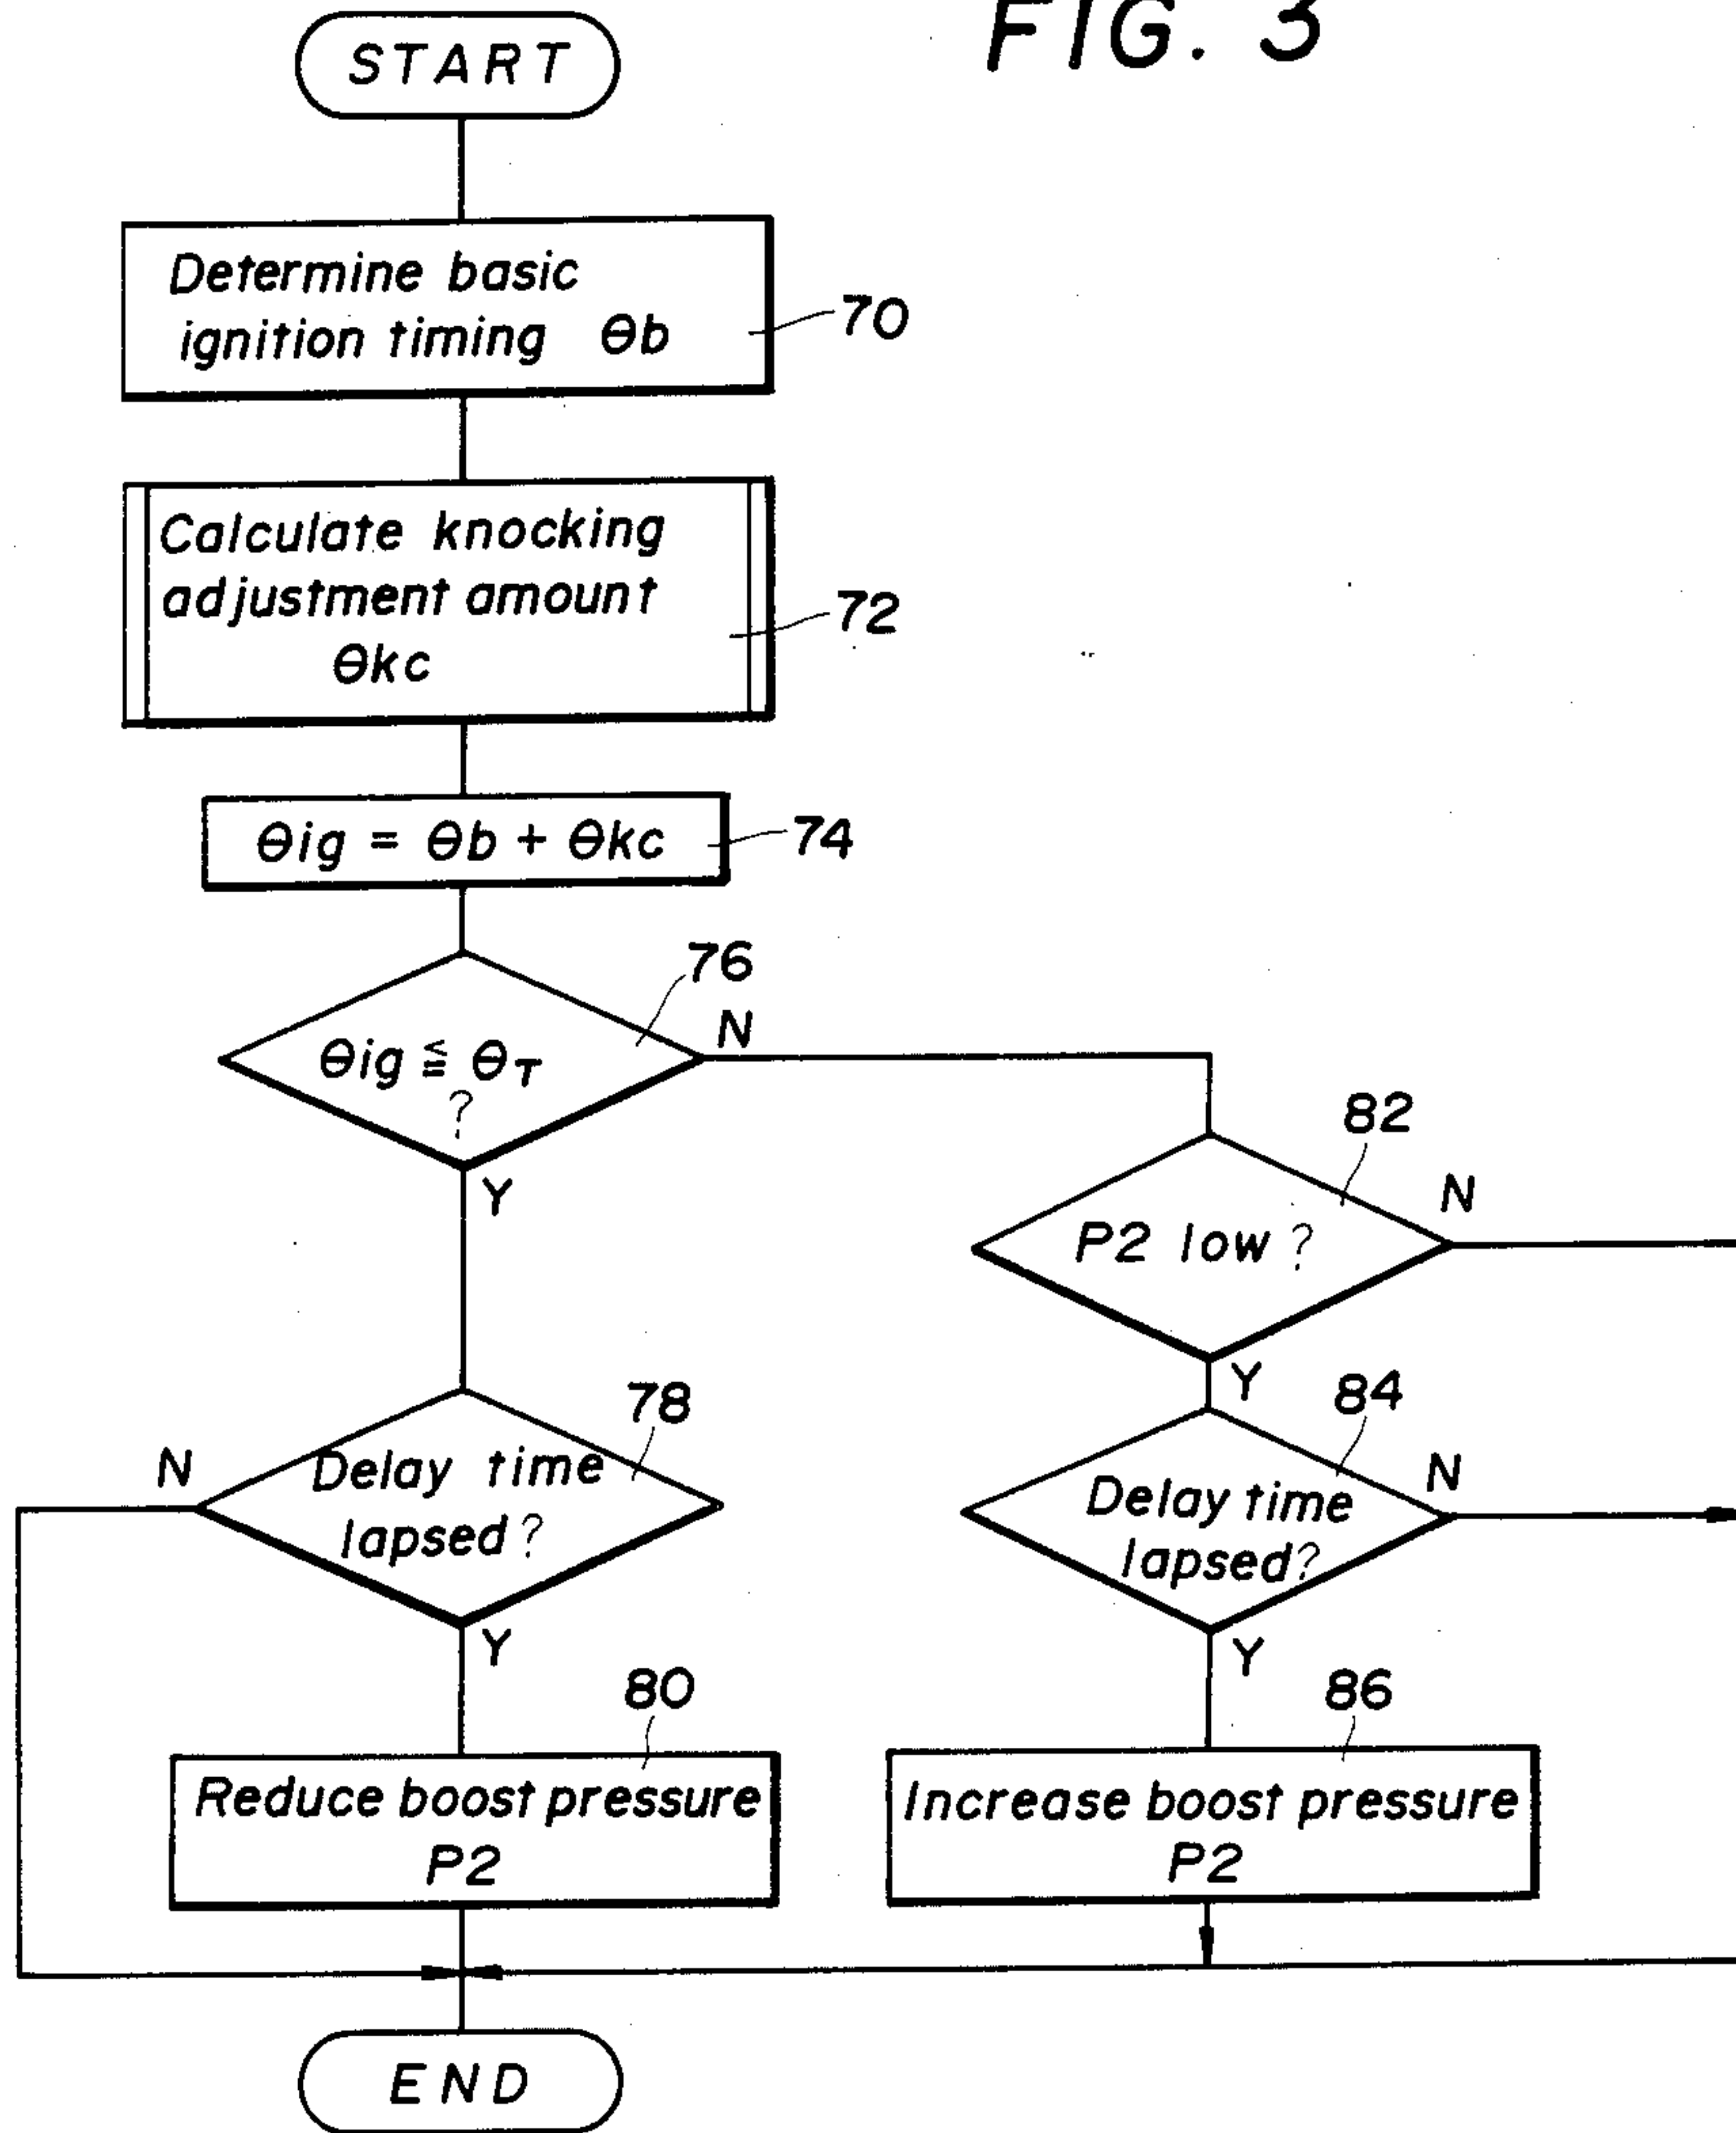 FIG. 3
START
Determine basic
ignition timing θb
70
Calculate knocking
adjustment amount
θkc
72
θig = θb + θkc
74
76
N
θig ≦ θT
?
Y
82
N
P2 low ?
Y
78
N
Delay time
lapsed ?
Y
84
N
Delay time
lapsed?
Y
80
Reduce boost pressure
P2
86
Increase boost pressure
P2
END